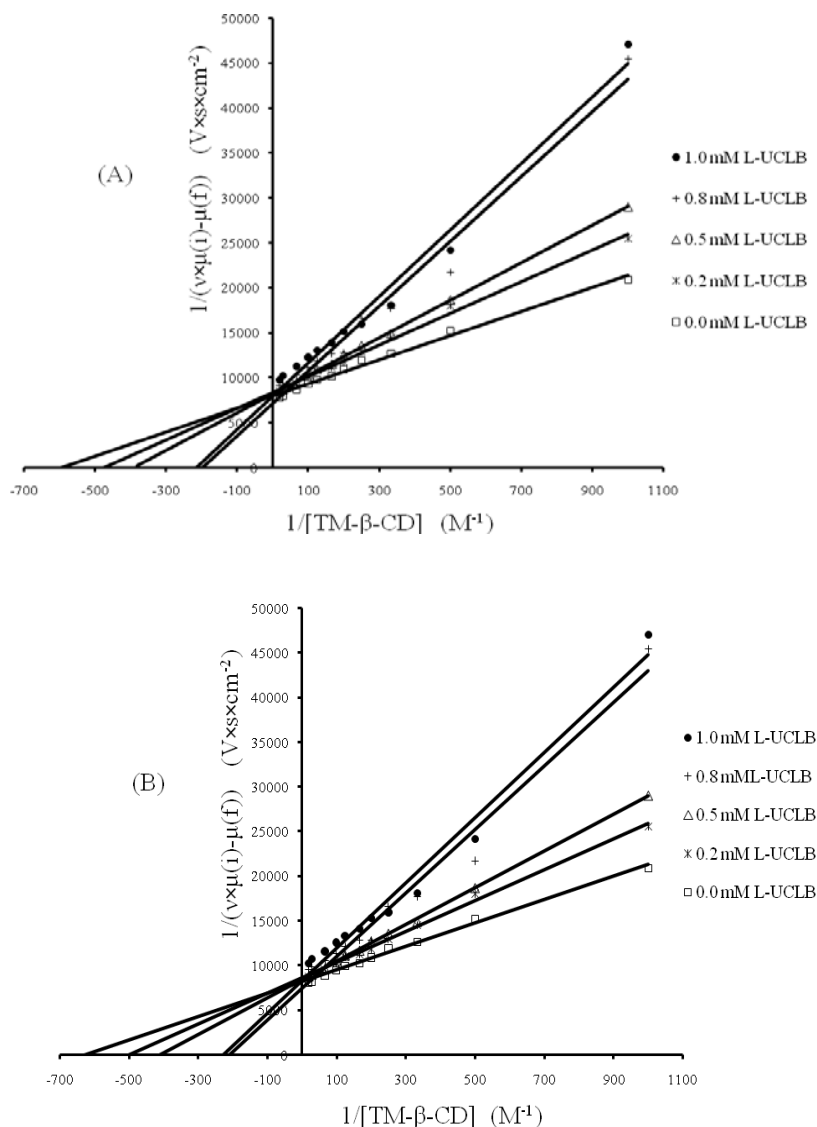 50000
45000
40000
35000
30000
25000
20000
15000
10000
5000
0
1/(ν×μ(i)-μ(f)) (V×s×cm⁻²)
(A)
● 1.0 mM L-UCLB
+ 0.8 mM L-UCLB
△ 0.5 mM L-UCLB
ж 0.2 mM L-UCLB
□ 0.0 mM L-UCLB
-700 -500 -300 -100 100 300 500 700 900 1100
1/[TM-β-CD] (M⁻¹)
50000
45000
40000
35000
30000
25000
20000
15000
10000
5000
0
1/(ν×μ(i)-μ(f)) (V×s×cm⁻²)
(B)
● 1.0 mM L-UCLB
+ 0.8 mML-UCLB
△ 0.5 mM L-UCLB
ж 0.2 mM L-UCLB
□ 0.0 mM L-UCLB
-700 -600 -500 -400 -300 -200 -100 100 300 500 700 900 1100
1/[TM-β-CD] (M⁻¹)